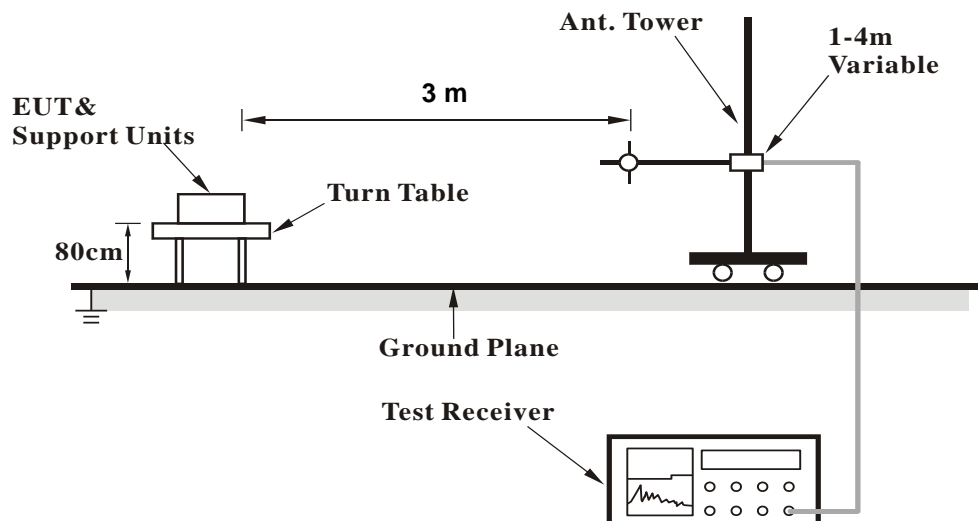 Ant. Tower
1-4m
Variable
3 m
EUT&
Support Units
Turn Table
80cm
Ground Plane
Test Receiver